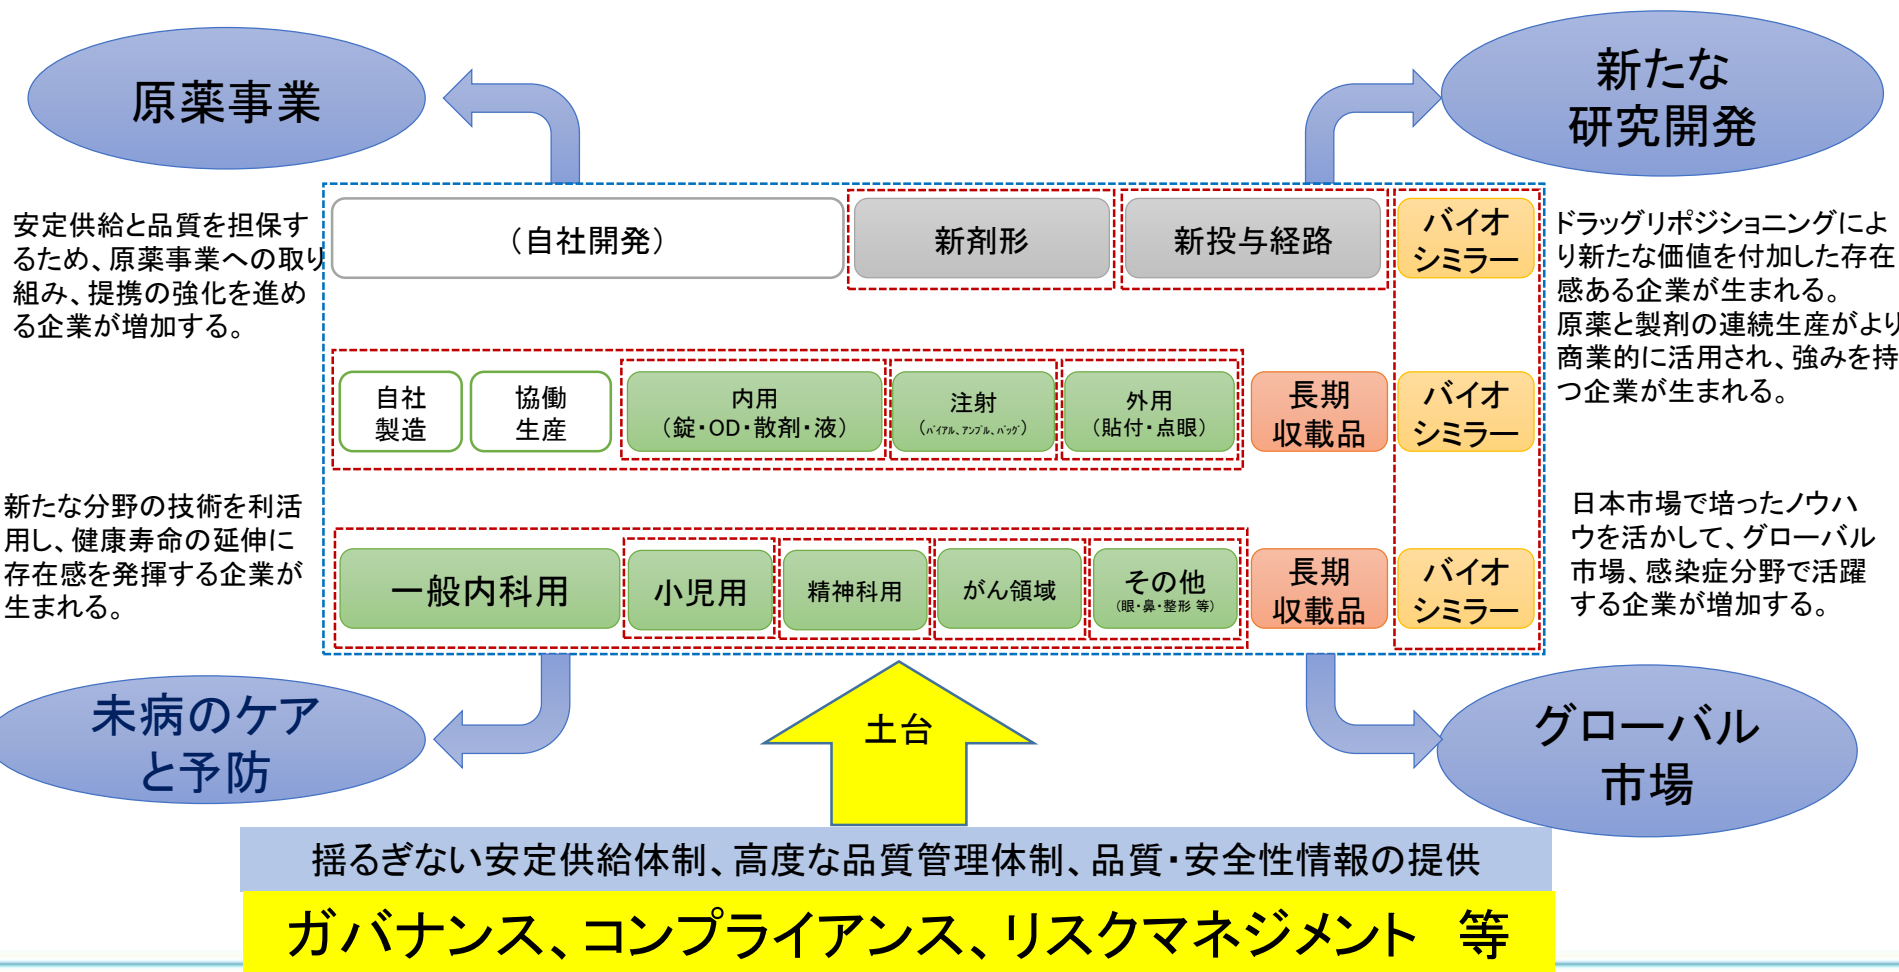 原薬事業
新たな
研究開発
安定供給と品質を担保す
るため、原薬事業への取り
組み、提携の強化を進め
る企業が増加する。
（自社開発）
新剤形
新投与経路
バイオ
シミラー
ドラッグリポジショニングによ
り新たな価値を付加した存在
感ある企業が生まれる。
原薬と製剤の連続生産がより
商業的に活用され、強みを持
つ企業が生まれる。
自社
製造
協働
生産
内用
（錠・OD・散剤・液）
注射
（ﾊﾞｲｱﾙ、ｱﾝﾌﾟﾙ、ﾊﾞｯｸﾞ）
外用
（貼付・点眼）
長期
収載品
バイオ
シミラー
新たな分野の技術を利活
用し、健康寿命の延伸に
存在感を発揮する企業が
生まれる。
一般内科用
小児用
精神科用
がん領域
その他
（眼・鼻・整形 等）
長期
収載品
バイオ
シミラー
日本市場で培ったノウハ
ウを活かして、グローバル
市場、感染症分野で活躍
する企業が増加する。
未病のケア
と予防
土台
グローバル
市場
揺るぎない安定供給体制、高度な品質管理体制、品質・安全性情報の提供
ガバナンス、コンプライアンス、リスクマネジメント　等